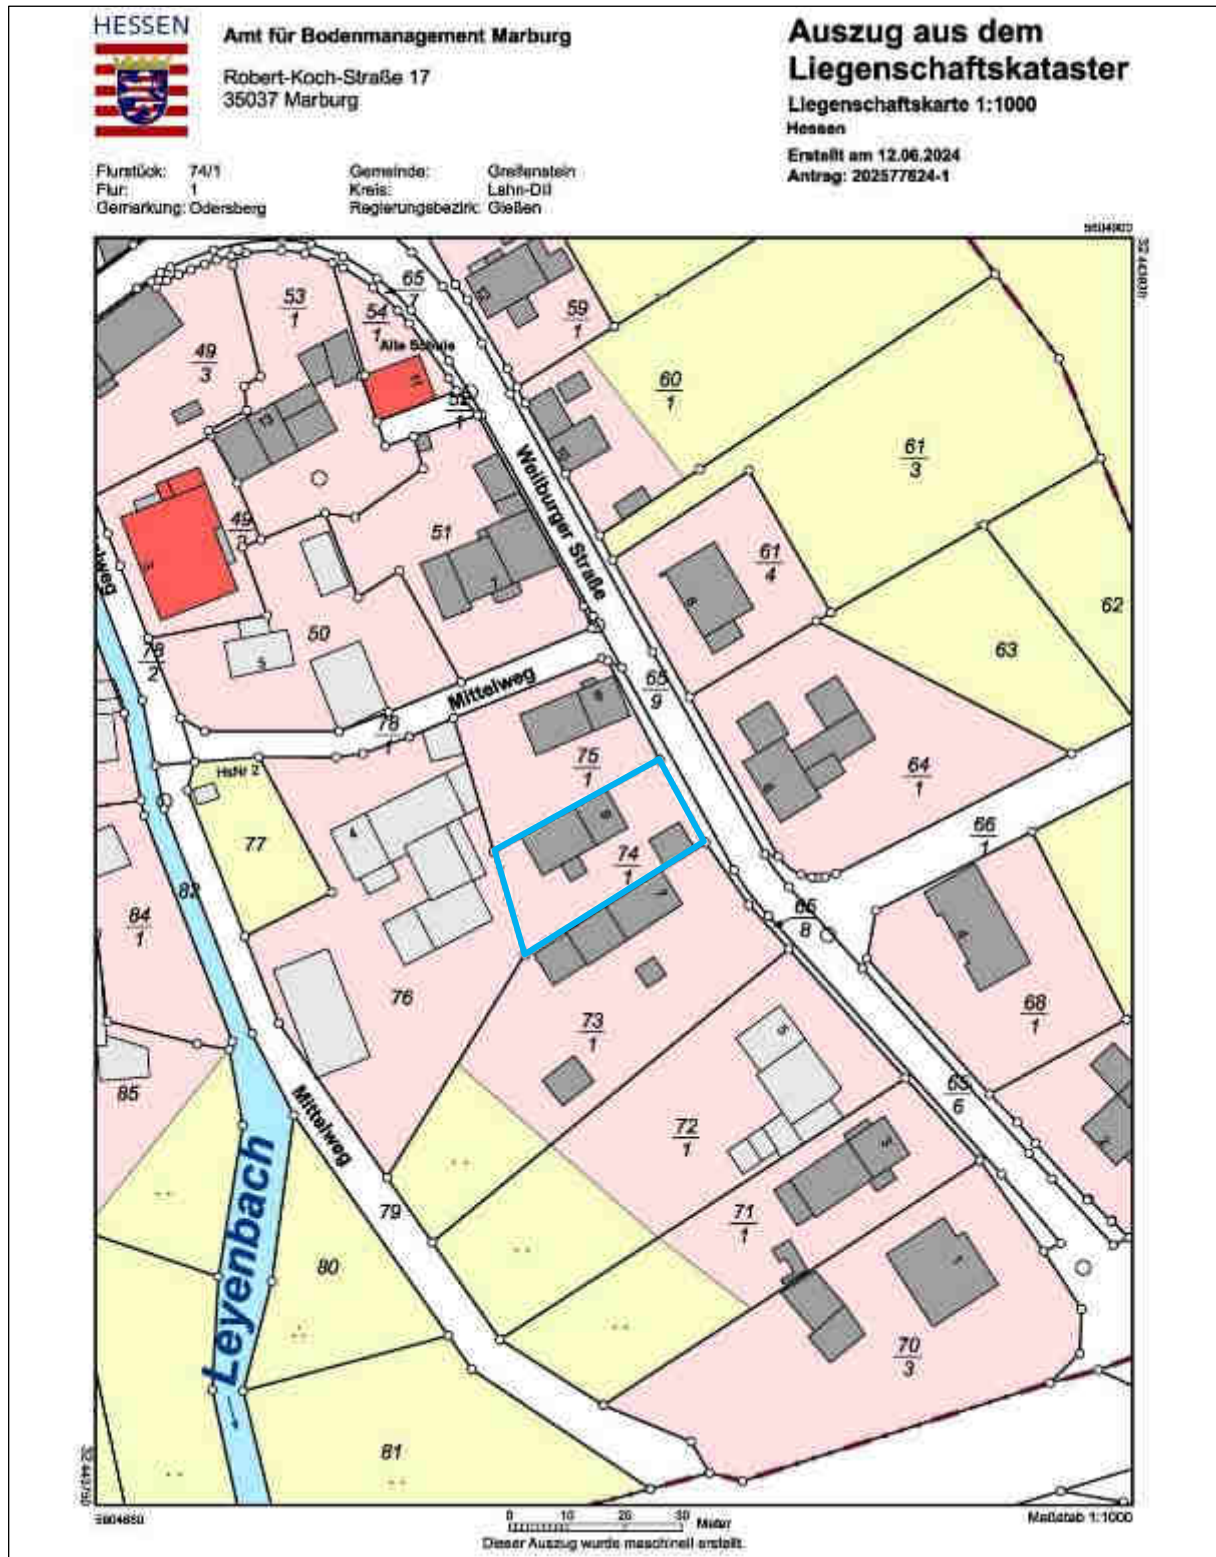 HESSEN
Amt für Bodenmanagement Marburg
Robert-Koch-Straße 17
35037 Marburg
Auszug aus dem
Liegenschaftskataster
Liegenschaftskarte 1:1000
Hessen
Erstellt am 12.06.2024
Antrag: 202577624-1
Flurstück: 74/1
Flur: 1
Gemarkung: Odersberg
Gemeinde: Greifenstein
Kreis: Lahn-Dill
Regierungsbezirk: Gießen
65
7
53
1
54
1
59
1
Alte Schule
49
3
60
1
13
61
3
Weilburger Straße
51
50
61
4
62
63
65
9
Mittelweg
76
2
78
1
HsNr 2
75
1
64
1
66
1
4
77
74
1
82
84
1
76
73
1
68
1
85
72
1
65
6
Mittelweg
Leyenbach
79
71
1
80
70
3
81
0 10 20 30 Meter
Maßstab 1:1000
Dieser Auszug wurde maschinell erstellt.